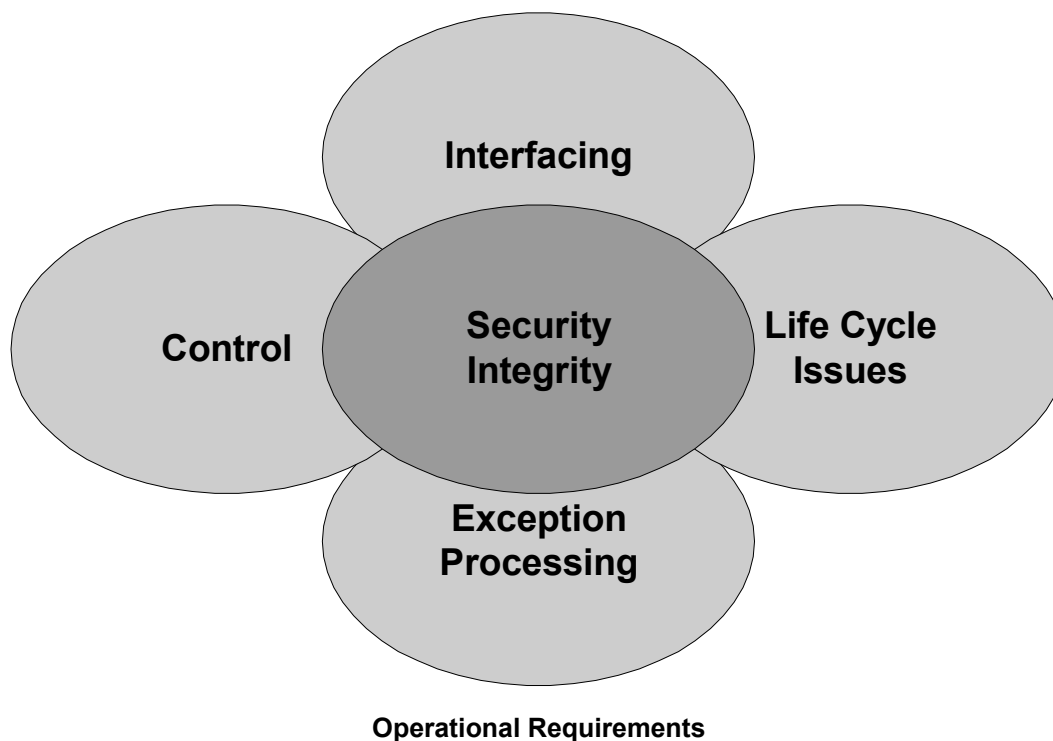 Interfacing
Control
Security
Integrity
Life Cycle
Issues
Exception
Processing
Operational Requirements